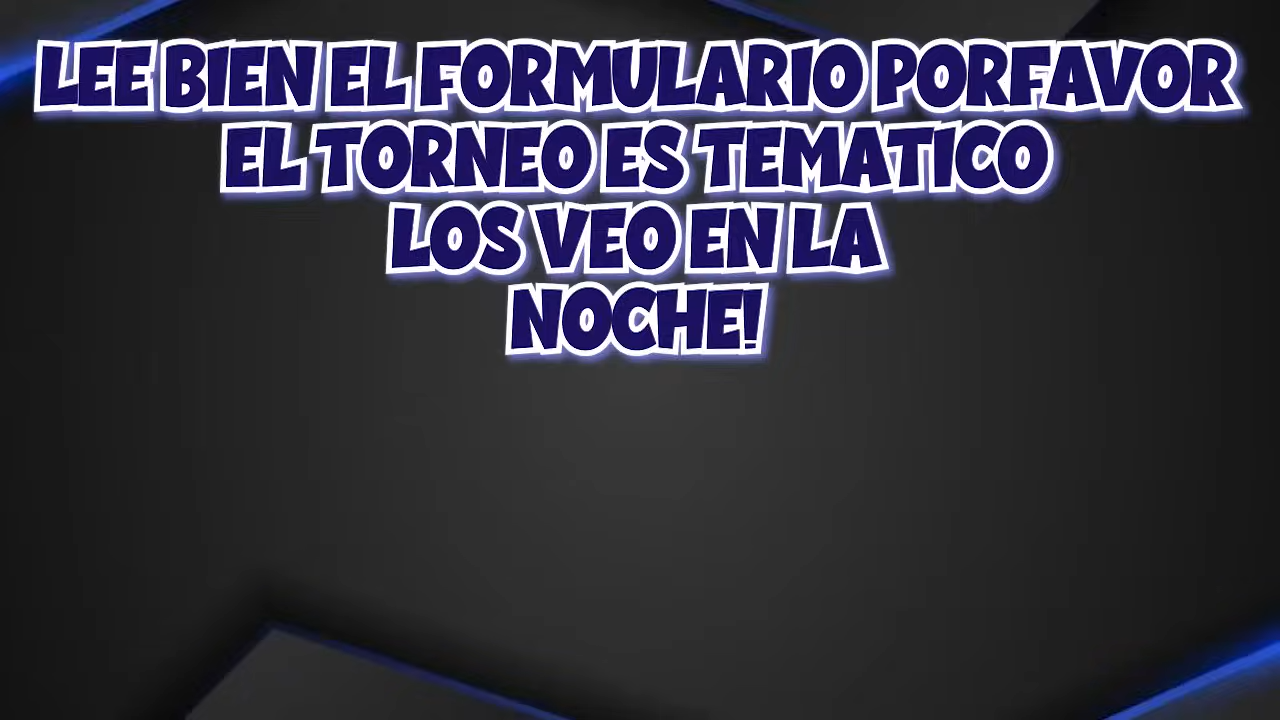 LEE BIEN EL FORMULARIO PORFAVOR
EL TORNEO ES TEMATICO
LOS VEO EN LA
NOCHE!